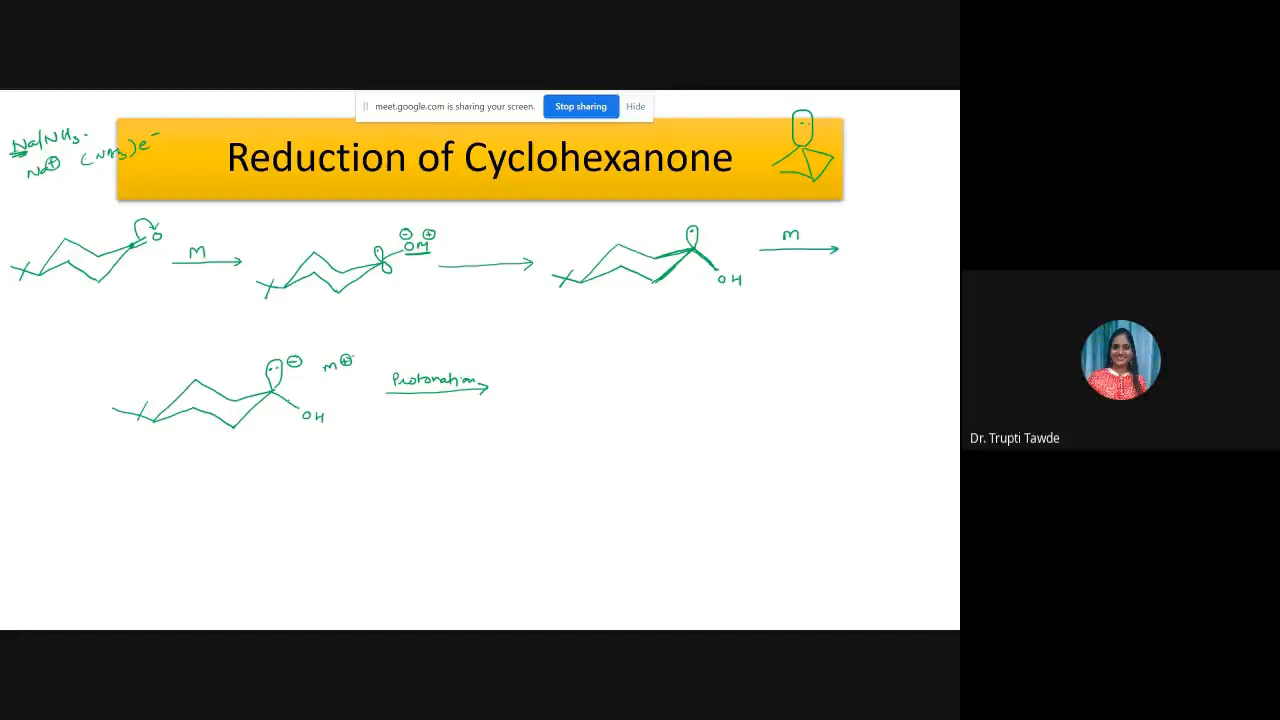 meet.google.com is sharing your screen. Stop sharing Hide
Na/NH3.
Na⊕ (NH3)e-
Reduction of Cyclohexanone
O
M
⊖ ⊕
OM
OH
M
⊖ M⊕
OH
Protonation
Dr. Trupti Tawde